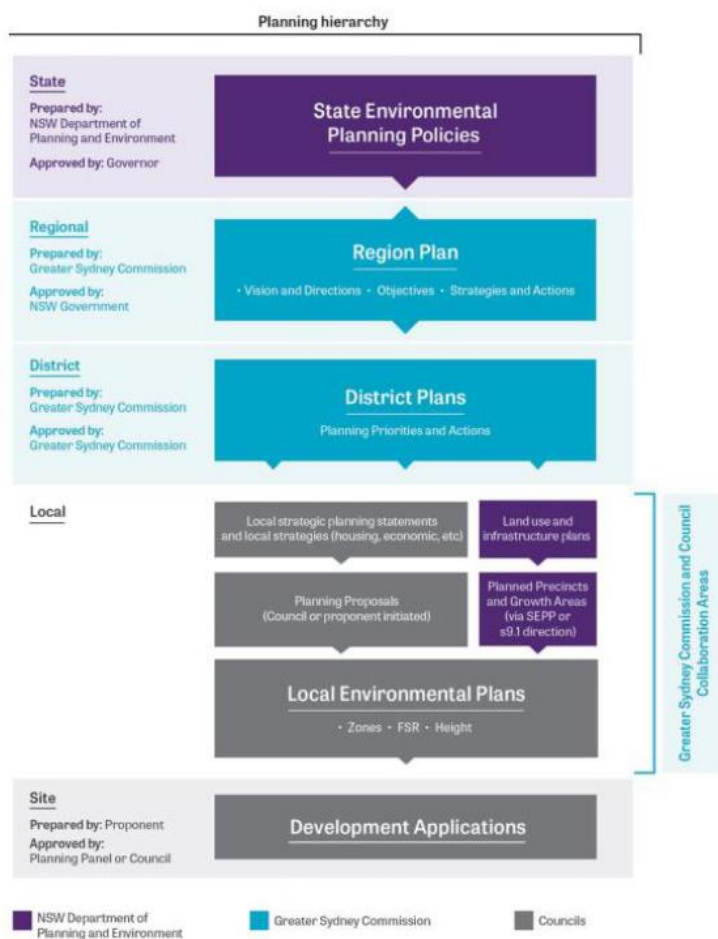 Planning hierarchy
State
Prepared by:
NSW Department of
Planning and Environment
Approved by: Governor
State Environmental
Planning Policies
Regional
Prepared by:
Greater Sydney Commission
Approved by:
NSW Government
Region Plan
• Vision and Directions • Objectives • Strategies and Actions
District
Prepared by:
Greater Sydney Commission
Approved by:
Greater Sydney Commission
District Plans
Planning Priorities and Actions
Local
Local strategic planning statements
and local strategies (housing, economic, etc)
Land use and
infrastructure plans
Planning Proposals
(Council or proponent initiated)
Planned Precincts
and Growth Areas
(via SEPP or
s9.1 direction)
Local Environmental Plans
• Zones • FSR • Height
Greater Sydney Commission and Council
Collaboration Areas
Site
Prepared by: Proponent
Approved by:
Planning Panel or Council
Development Applications
NSW Department of
Planning and Environment
Greater Sydney Commission
Councils